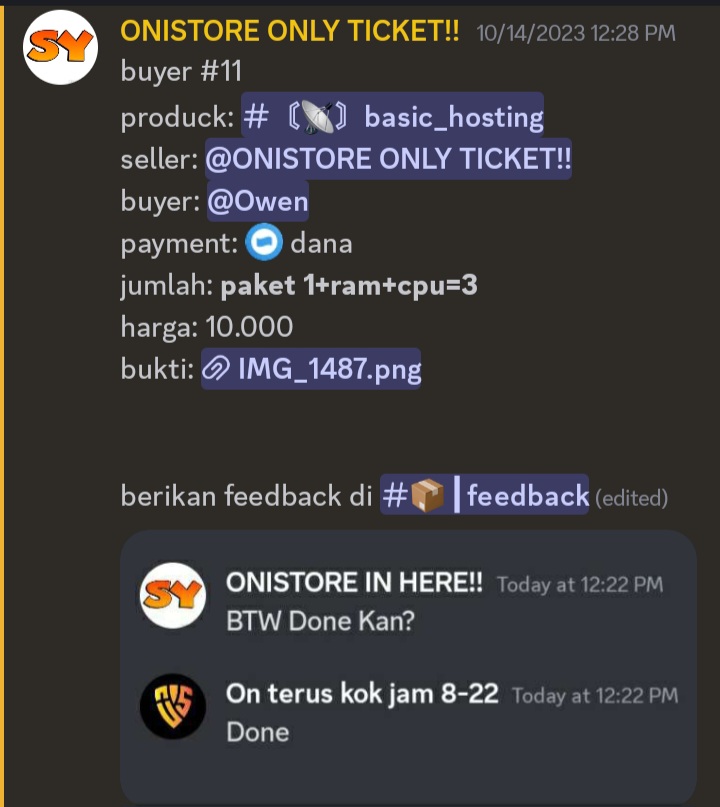 SY
ONISTORE ONLY TICKET!! 10/14/2023 12:28 PM
buyer #11
produck: # 〘📡〙 basic_hosting
seller: @ONISTORE ONLY TICKET!!
buyer: @Owen
payment: dana
jumlah: paket 1+ram+cpu=3
harga: 10.000
bukti: IMG_1487.png
berikan feedback di #📦┃feedback (edited)
SY
ONISTORE IN HERE!! Today at 12:22 PM
BTW Done Kan?
On terus kok jam 8-22 Today at 12:22 PM
Done